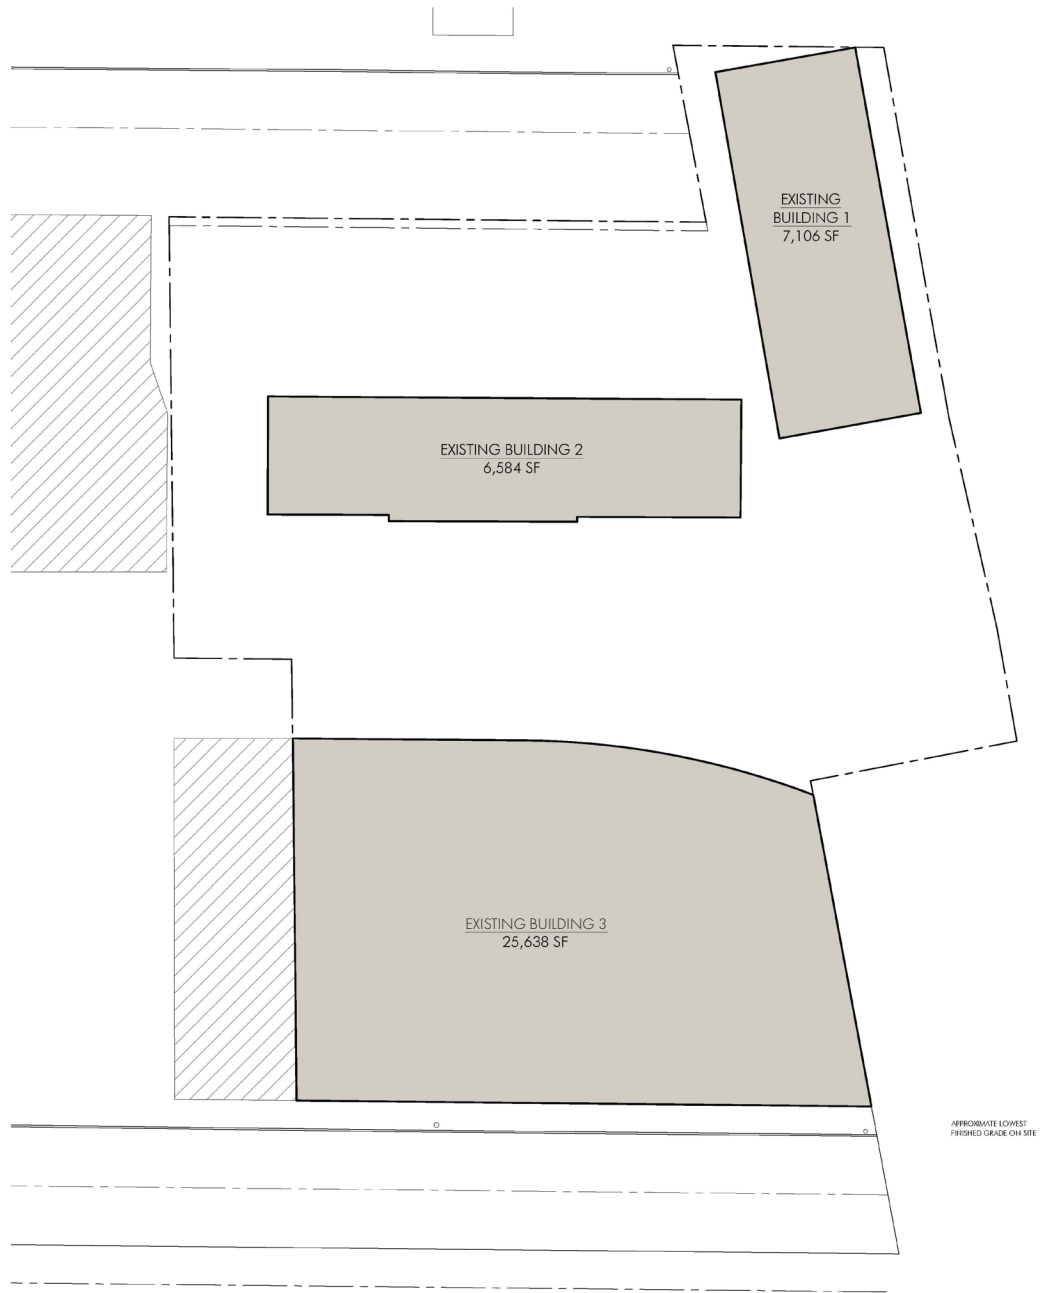 EXISTING
BUILDING 1
7,106 SF
EXISTING BUILDING 2
6,584 SF
EXISTING BUILDING 3
25,638 SF
APPROXIMATE LOWEST
FINISHED GRADE ON SITE